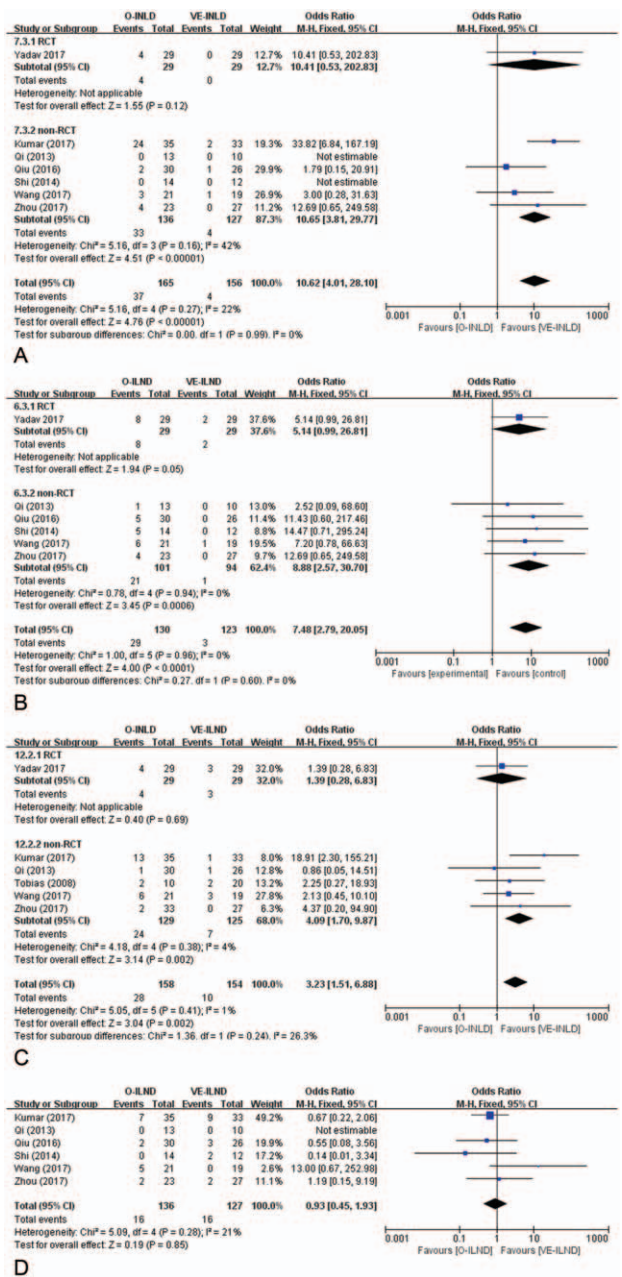 O-INLD VE-INLD Odds Ratio Odds Ratio
Study or Subgroup Events Total Events Total Weight M-H, Fixed, 95% CI M-H, Fixed, 95% CI
7.3.1 RCT
Yadav 2017 4 29 0 29 12.7% 10.41 [0.53, 202.83]
Subtotal (95% CI) 29 29 12.7% 10.41 [0.53, 202.83]
Total events 4 0
Heterogeneity: Not applicable
Test for overall effect: Z = 1.55 (P = 0.12)
7.3.2 non-RCT
Kumar (2017) 24 35 2 33 19.3% 33.82 [6.84, 167.19]
Qi (2013) 0 13 0 10 Not estimable
Qiu (2016) 2 30 1 26 29.9% 1.79 [0.15, 20.91]
Shi (2014) 0 14 0 12 Not estimable
Wang (2017) 3 21 1 19 26.9% 3.00 [0.28, 31.63]
Zhou (2017) 4 23 0 27 11.2% 12.69 [0.65, 249.58]
Subtotal (95% CI) 136 127 87.3% 10.65 [3.81, 29.77]
Total events 33 4
Heterogeneity: Chi² = 5.16, df = 3 (P = 0.16); I² = 42%
Test for overall effect: Z = 4.51 (P < 0.00001)
Total (95% CI) 165 156 100.0% 10.62 [4.01, 28.10]
Total events 37 4
Heterogeneity: Chi² = 5.16, df = 4 (P = 0.27); I² = 22%
Test for overall effect: Z = 4.76 (P < 0.00001)
Test for subgroup differences: Chi² = 0.00, df = 1 (P = 0.99), I² = 0%
0.001 0.1 1 10 1000
Favours [O-INLD] Favours [VE-INLD]
A
O-ILND VE-ILND Odds Ratio Odds Ratio
Study or Subgroup Events Total Events Total Weight M-H, Fixed, 95% CI M-H, Fixed, 95% CI
6.3.1 RCT
Yadav 2017 8 29 2 29 37.6% 5.14 [0.99, 26.81]
Subtotal (95% CI) 29 29 37.6% 5.14 [0.99, 26.81]
Total events 8 2
Heterogeneity: Not applicable
Test for overall effect: Z = 1.94 (P = 0.05)
6.3.2 non-RCT
Qi (2013) 1 13 0 10 13.0% 2.52 [0.09, 68.60]
Qiu (2016) 5 30 0 26 11.4% 11.43 [0.60, 217.46]
Shi (2014) 5 14 0 12 8.7% 14.47 [0.71, 295.24]
Wang (2017) 6 21 1 19 19.5% 7.20 [0.78, 66.63]
Zhou (2017) 4 23 0 27 9.7% 12.69 [0.65, 249.58]
Subtotal (95% CI) 101 94 62.4% 8.88 [2.57, 30.70]
Total events 21 1
Heterogeneity: Chi² = 0.78, df = 4 (P = 0.94); I² = 0%
Test for overall effect: Z = 3.45 (P = 0.0006)
Total (95% CI) 130 123 100.0% 7.48 [2.79, 20.05]
Total events 29 3
Heterogeneity: Chi² = 1.00, df = 5 (P = 0.96); I² = 0%
Test for overall effect: Z = 4.00 (P < 0.0001)
Test for subgroup differences: Chi² = 0.27, df = 1 (P = 0.60), I² = 0%
0.001 0.1 1 10 1000
Favours [experimental] Favours [control]
B
O-INLD VE-ILND Odds Ratio Odds Ratio
Study or Subgroup Events Total Events Total Weight M-H, Fixed, 95% CI M-H, Fixed, 95% CI
12.2.1 RCT
Yadav 2017 4 29 3 29 32.0% 1.39 [0.28, 6.83]
Subtotal (95% CI) 29 29 32.0% 1.39 [0.28, 6.83]
Total events 4 3
Heterogeneity: Not applicable
Test for overall effect: Z = 0.40 (P = 0.69)
12.2.2 non-RCT
Kumar (2017) 13 35 1 33 8.0% 18.91 [2.30, 155.21]
Qi (2013) 1 30 1 26 12.8% 0.86 [0.05, 14.51]
Tobias (2008) 2 10 2 20 13.2% 2.25 [0.27, 18.93]
Wang (2017) 6 21 3 19 27.8% 2.13 [0.45, 10.10]
Zhou (2017) 2 33 0 27 6.3% 4.37 [0.20, 94.90]
Subtotal (95% CI) 129 125 68.0% 4.09 [1.70, 9.87]
Total events 24 7
Heterogeneity: Chi² = 4.18, df = 4 (P = 0.38); I² = 4%
Test for overall effect: Z = 3.14 (P = 0.002)
Total (95% CI) 158 154 100.0% 3.23 [1.51, 6.88]
Total events 28 10
Heterogeneity: Chi² = 5.05, df = 5 (P = 0.41); I² = 1%
Test for overall effect: Z = 3.04 (P = 0.002)
Test for subgroup differences: Chi² = 1.36, df = 1 (P = 0.24), I² = 26.3%
0.001 0.1 1 10 1000
Favours [O-INLD] Favours [VE-INLD]
C
O-ILND VE-ILND Odds Ratio Odds Ratio
Study or Subgroup Events Total Events Total Weight M-H, Fixed, 95% CI M-H, Fixed, 95% CI
Kumar (2017) 7 35 9 33 49.2% 0.67 [0.22, 2.06]
Qi (2013) 0 13 0 10 Not estimable
Qiu (2016) 2 30 3 26 19.9% 0.55 [0.08, 3.56]
Shi (2014) 0 14 2 12 17.2% 0.14 [0.01, 3.34]
Wang (2017) 5 21 0 19 2.6% 13.00 [0.67, 252.98]
Zhou (2017) 2 23 2 27 11.1% 1.19 [0.15, 9.19]
Total (95% CI) 136 127 100.0% 0.93 [0.45, 1.93]
Total events 16 16
Heterogeneity: Chi² = 5.09, df = 4 (P = 0.28); I² = 21%
Test for overall effect: Z = 0.19 (P = 0.85)
0.001 0.1 1 10 1000
Favours [O-ILND] Favours [VE-ILND]
D